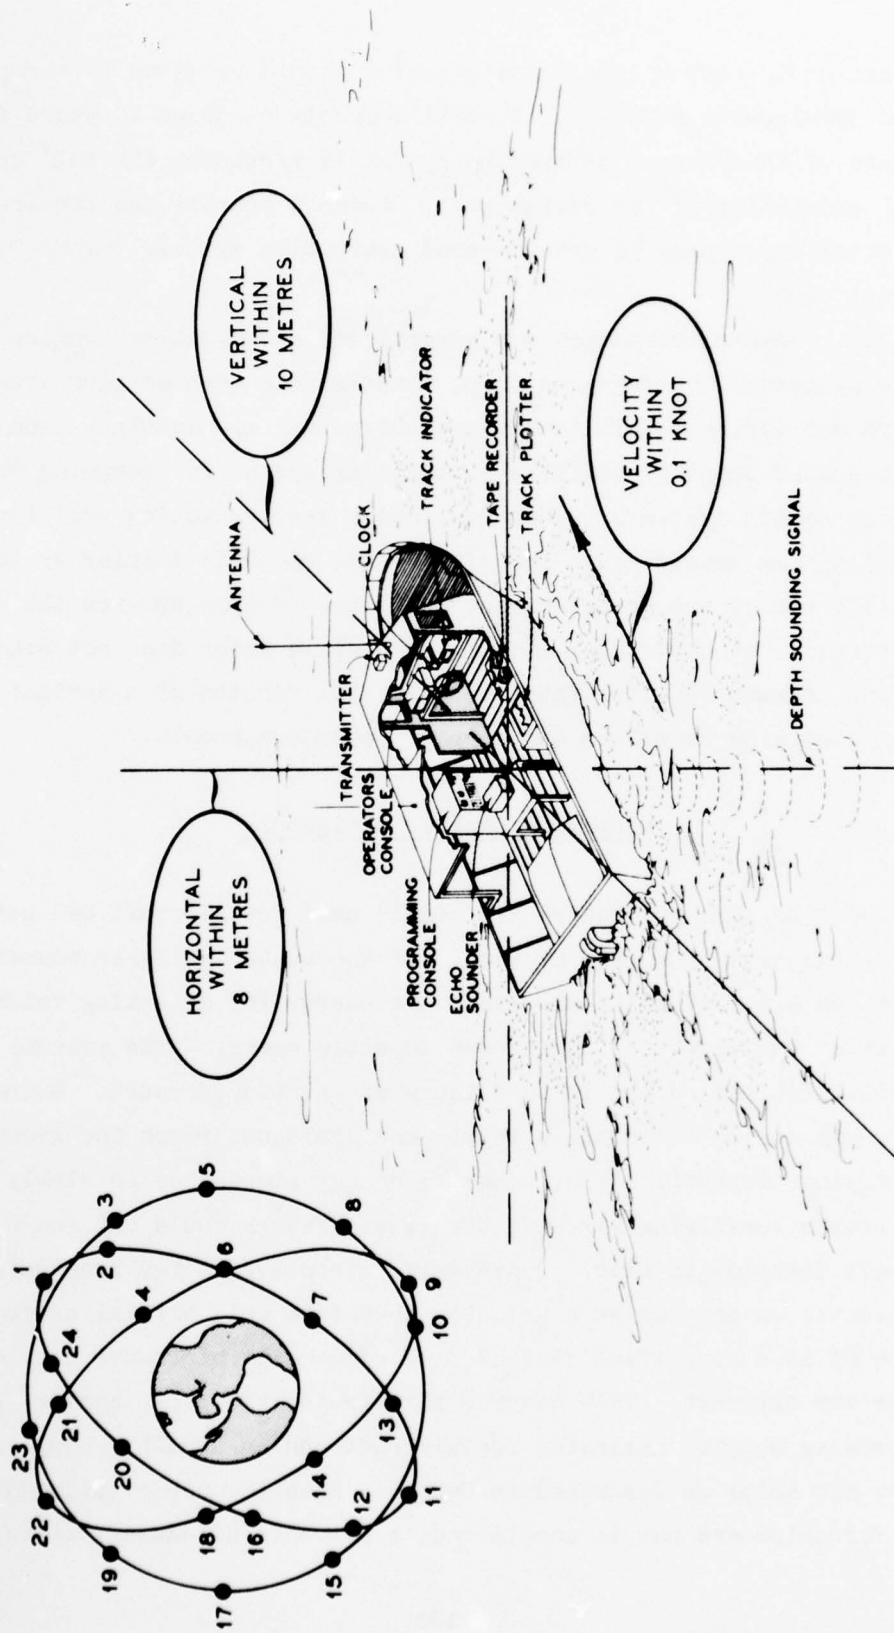 1
2
3
4
5
6
7
8
9
10
11
12
13
14
15
16
17
18
19
20
21
22
23
24
HORIZONTAL
WITHIN
8 METRES
VERTICAL
WITHIN
10 METRES
VELOCITY
WITHIN
0.1 KNOT
ANTENNA
CLOCK
TRACK INDICATOR
TAPE RECORDER
TRACK PLOTTER
TRANSMITTER
OPERATORS
CONSOLE
PROGRAMMING
CONSOLE
ECHO
SOUNDER
DEPTH SOUNDING SIGNAL